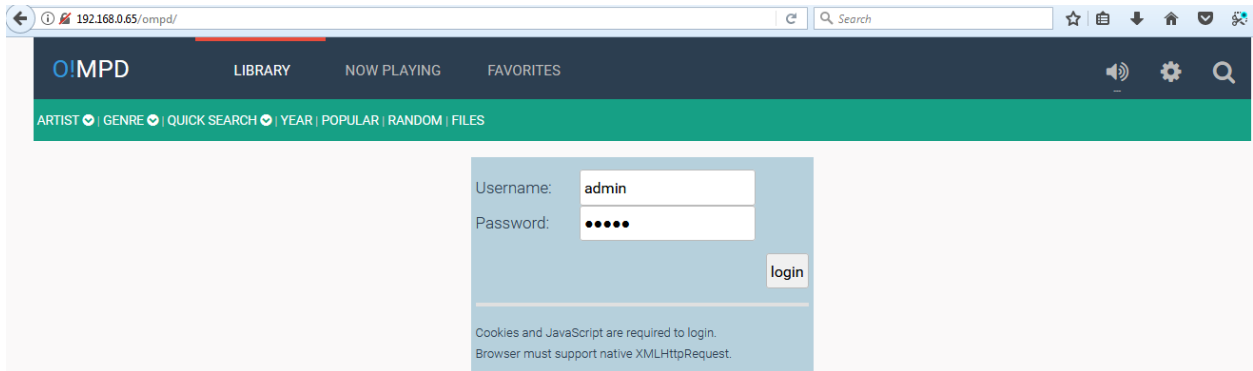 192.168.0.65/ompd/
Search
O!MPD LIBRARY NOW PLAYING FAVORITES
ARTIST | GENRE | QUICK SEARCH | YEAR | POPULAR | RANDOM | FILES
Username: admin
Password: •••••
login
Cookies and JavaScript are required to login.
Browser must support native XMLHttpRequest.